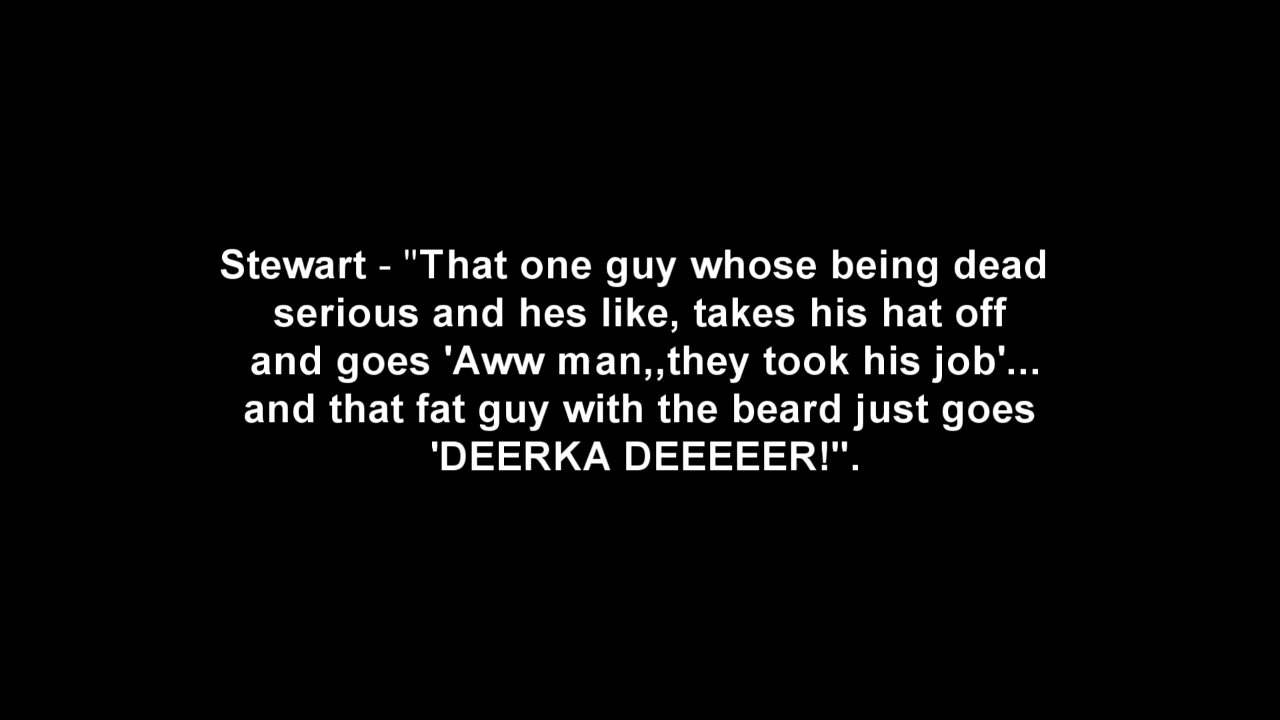 Stewart - "That one guy whose being dead
serious and hes like, takes his hat off
and goes 'Aww man,,they took his job'...
and that fat guy with the beard just goes
'DEERKA DEEEEER!".